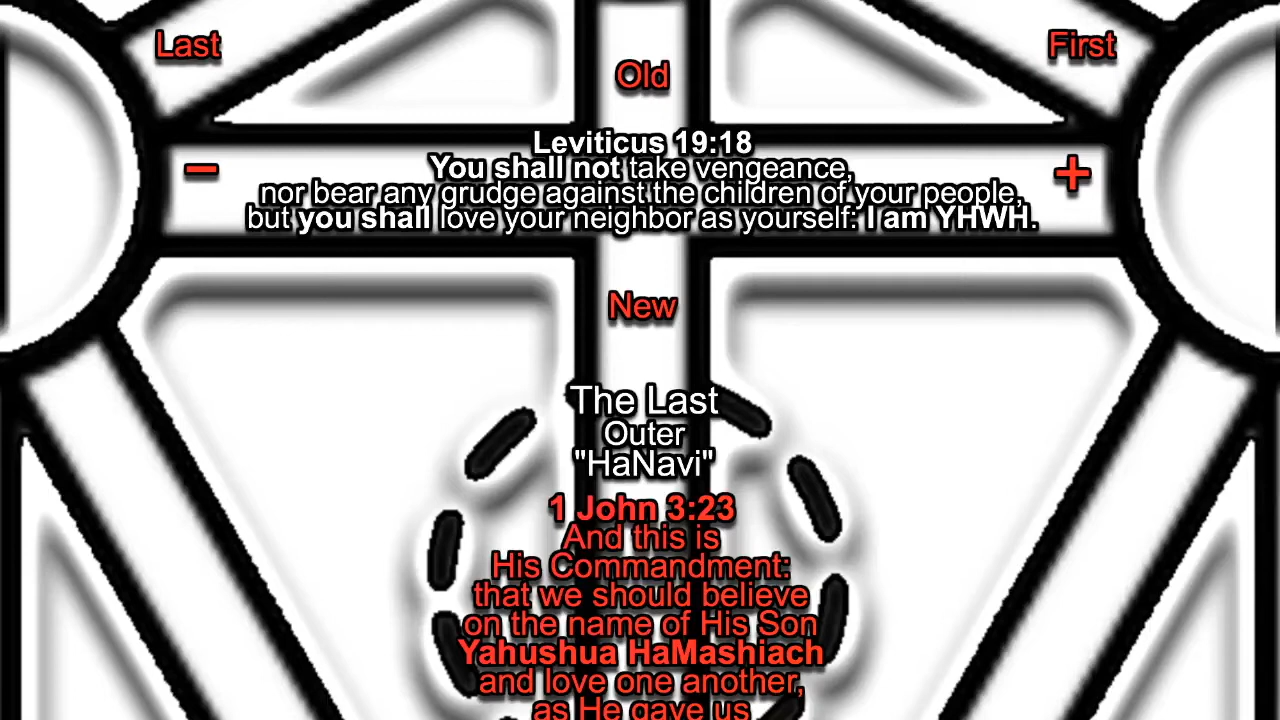 Last
First
Old
Leviticus 19:18
– You shall not take vengeance, +
nor bear any grudge against the children of your people,
but you shall love your neighbor as yourself: I am YHWH.
New
The Last
Outer
"HaNavi"
1 John 3:23
And this is
His Commandment:
that we should believe
on the name of His Son
Yahushua HaMashiach
and love one another,
as He gave us